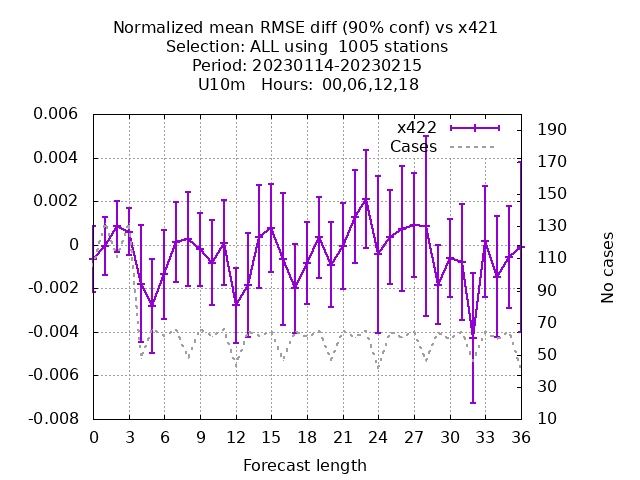 Normalized mean RMSE diff (90% conf) vs x421
Selection: ALL using  1005 stations
Period: 20230114-20230215
U10m   Hours:  00,06,12,18
x422
Cases
0.006
0.004
0.002
0
-0.002
-0.004
-0.006
-0.008
190
170
150
130
110
90
70
50
30
10
No cases
0 3 6 9 12 15 18 21 24 27 30 33 36
Forecast length